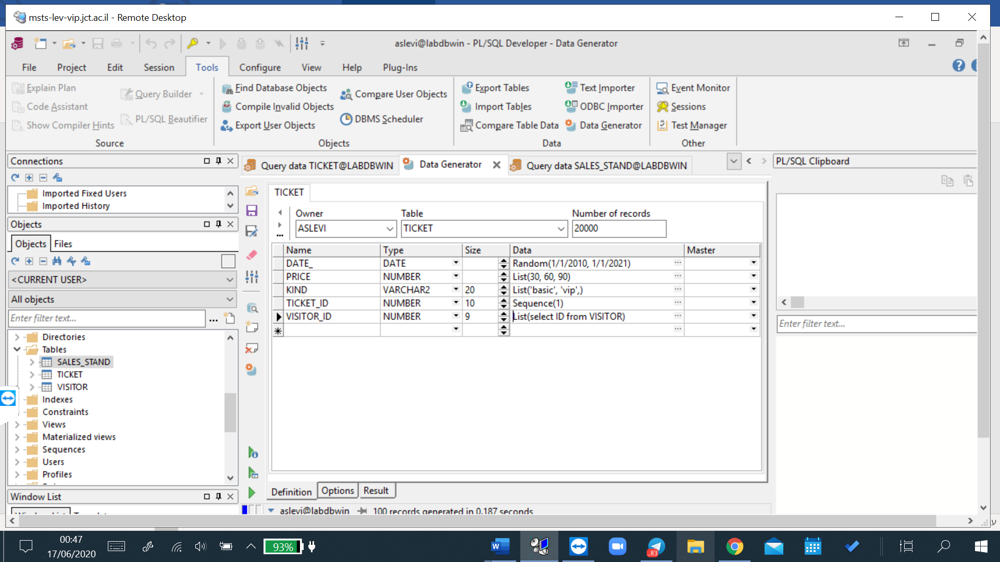 msts-lev-vip.jct.ac.il - Remote Desktop
aslevi@labdbwin - PL/SQL Developer - Data Generator
File Project Edit Session Tools Configure View Help Plug-Ins
Explain Plan
Code Assistant
Show Compiler Hints
Query Builder
PL/SQL Beautifier
Source
Find Database Objects
Compile Invalid Objects
Export User Objects
Compare User Objects
DBMS Scheduler
Objects
Export Tables
Import Tables
Compare Table Data
Text Importer
ODBC Importer
Data Generator
Data
Event Monitor
Sessions
Test Manager
Other
Connections
Imported Fixed Users
Imported History
Objects
Objects Files
<CURRENT USER>
All objects
Enter filter text...
Directories
Tables
SALES_STAND
TICKET
VISITOR
Indexes
Constraints
Views
Materialized views
Sequences
Users
Profiles
Window List
Query data TICKET@LABDBWIN Data Generator Query data SALES_STAND@LABDBWIN
TICKET
Owner Table Number of records
ASLEVI TICKET 20000
Name Type Size Data Master
DATE_ DATE Random(1/1/2010, 1/1/2021)
PRICE NUMBER List(30, 60, 90)
KIND VARCHAR2 20 List('basic', 'vip',)
TICKET_ID NUMBER 10 Sequence(1)
VISITOR_ID NUMBER 9 List(select ID from VISITOR)
Definition Options Result
aslevi@labdbwin 100 records generated in 0.187 seconds
PL/SQL Clipboard
Enter filter text...
00:47
17/06/2020
93%
..83